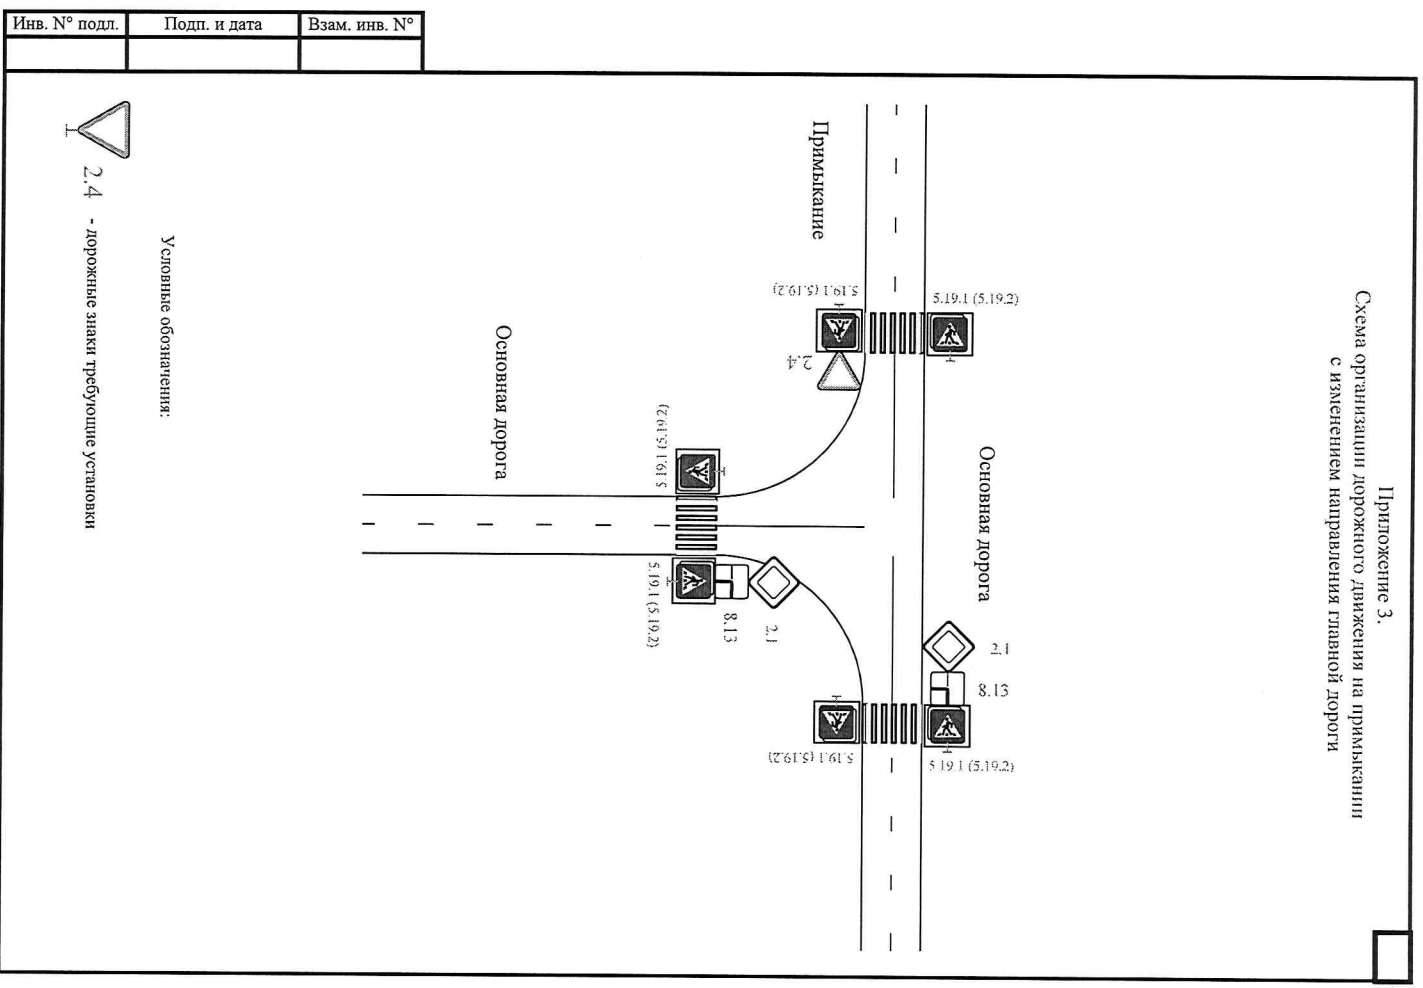 Инв. N° подл.
Подп. и дата
Взам. инв. N°
Приложение 3.
Схема организации дорожного движения на примыкании
с изменением направления главной дороги
Примыкание
5.19.1 (5.19.2)
5.19.1 (5.19.2)
2.4
Основная дорога
5.19.1 (5.19.2)
Основная дорога
5.19.1 (5.19.2)
8.13
2.1
2.1
8.13
5.19.1 (5.19.2)
5.19.1 (5.19.2)
Условные обозначения:
2.4 - дорожные знаки требующие установки